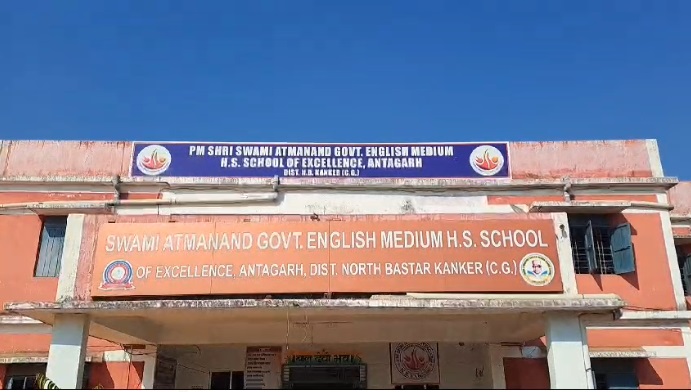 PM SHRI SWAMI ATMANAND GOVT. ENGLISH MEDIUM
H.S. SCHOOL OF EXCELLENCE, ANTAGARH
DIST. U.B. KANKER (C.G.)
SWAMI ATMANAND GOVT. ENGLISH MEDIUM H.S. SCHOOL
OF EXCELLENCE, ANTAGARH, DIST. NORTH BASTAR KANKER (C.G.)